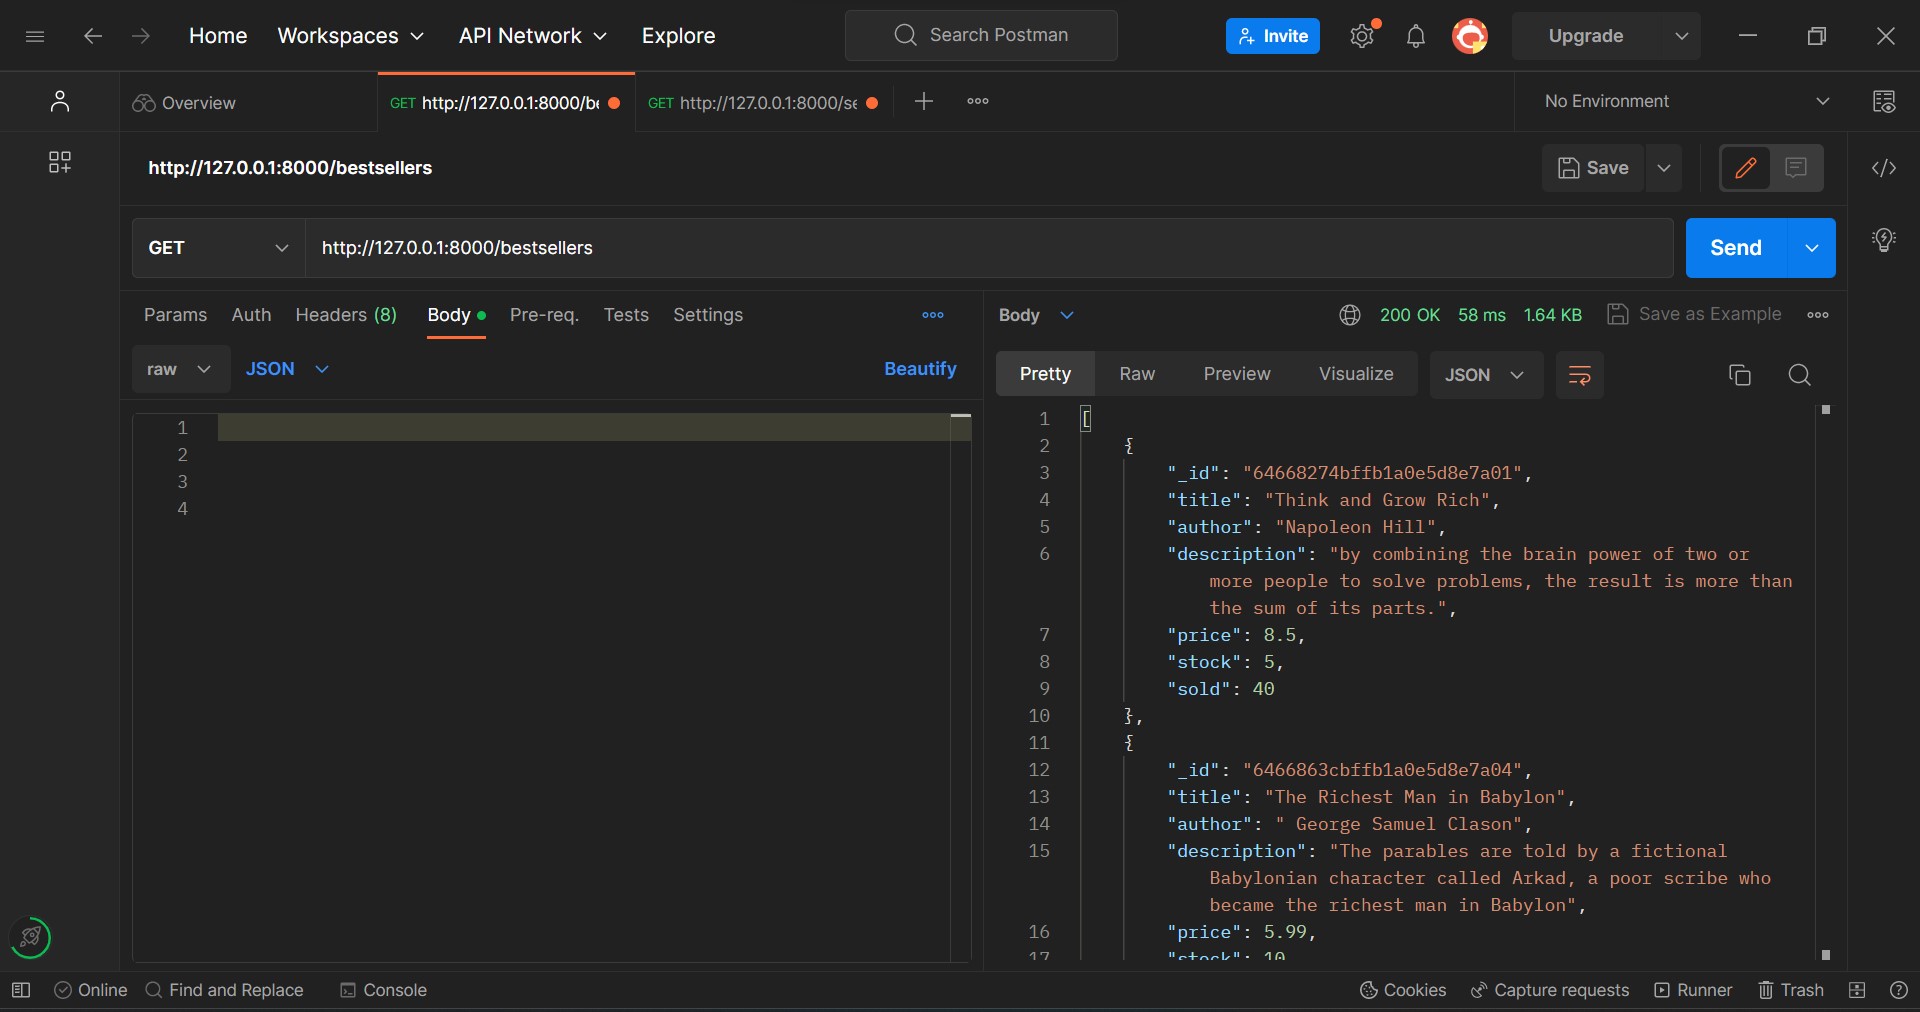 Home Workspaces API Network Explore Search Postman Invite Upgrade
Overview GET http://127.0.0.1:8000/be GET http://127.0.0.1:8000/se No Environment
http://127.0.0.1:8000/bestsellers Save
GET http://127.0.0.1:8000/bestsellers Send
Params Auth Headers (8) Body Pre-req. Tests Settings
raw JSON Beautify
1
2
3
4
Body 200 OK 58 ms 1.64 KB Save as Example
Pretty Raw Preview Visualize JSON
1 [
2 {
3 "_id": "64668274bffb1a0e5d8e7a01",
4 "title": "Think and Grow Rich",
5 "author": "Napoleon Hill",
6 "description": "by combining the brain power of two or
more people to solve problems, the result is more than
the sum of its parts.",
7 "price": 8.5,
8 "stock": 5,
9 "sold": 40
10 },
11 {
12 "_id": "6466863cbffb1a0e5d8e7a04",
13 "title": "The Richest Man in Babylon",
14 "author": " George Samuel Clason",
15 "description": "The parables are told by a fictional
Babylonian character called Arkad, a poor scribe who
became the richest man in Babylon",
16 "price": 5.99,
17 "stock": 10
Online Find and Replace Console Cookies Capture requests Runner Trash